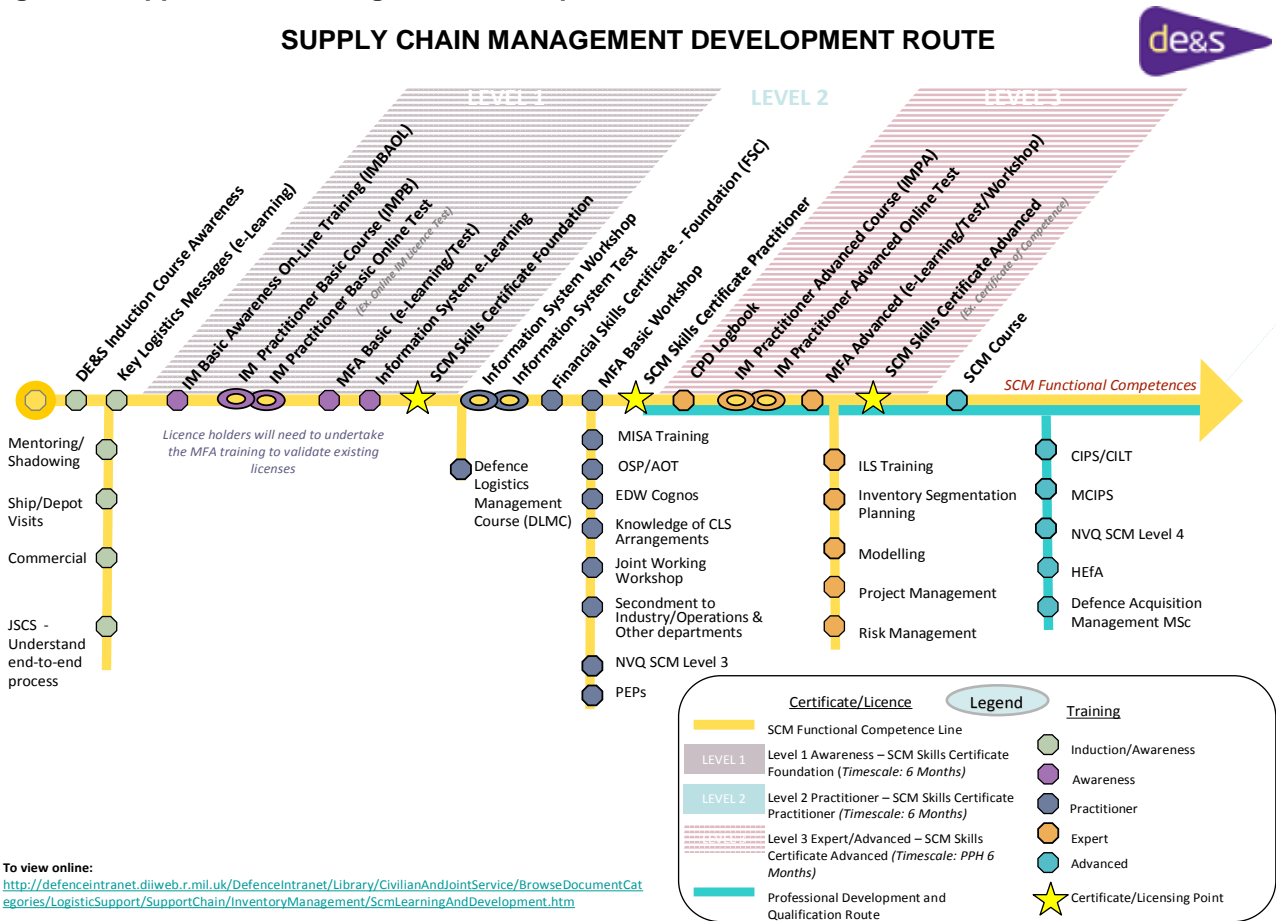 SUPPLY CHAIN MANAGEMENT DEVELOPMENT ROUTE
de&s
LEVEL 1
LEVEL 2
LEVEL 3
DE&S Induction Course Awareness
Key Logistics Messages (e-Learning)
IM Basic Awareness On-Line Training (IMBAOL)
IM Practitioner Basic Course (IMPB)
IM Practitioner Basic Online Test
(Ex. Online IM Licence Test)
MFA Basic (e-Learning/Test)
Information System e-Learning
SCM Skills Certificate Foundation
Information System Workshop
Information System Test
Financial Skills Certificate - Foundation (FSC)
MFA Basic Workshop
SCM Skills Certificate Practitioner
CPD Logbook
IM Practitioner Advanced Course (IMPA)
IM Practitioner Advanced Online Test
MFA Advanced (e-Learning/Test/Workshop)
SCM Skills Certificate Advanced
(Ex. Certificate of Competence)
SCM Course
SCM Functional Competences
Mentoring/
Shadowing
Ship/Depot
Visits
Commercial
JSCS -
Understand
end-to-end
process
Licence holders will need to undertake
the MFA training to validate existing
licenses
Defence
Logistics
Management
Course (DLMC)
MISA Training
OSP/AOT
EDW Cognos
Knowledge of CLS
Arrangements
Joint Working
Workshop
Secondment to
Industry/Operations &
Other departments
NVQ SCM Level 3
PEPs
ILS Training
Inventory Segmentation
Planning
Modelling
Project Management
Risk Management
CIPS/CILT
MCIPS
NVQ SCM Level 4
HEfA
Defence Acquisition
Management MSc
Legend
Certificate/Licence
SCM Functional Competence Line
LEVEL 1
Level 1 Awareness – SCM Skills Certificate
Foundation (Timescale: 6 Months)
LEVEL 2
Level 2 Practitioner – SCM Skills Certificate
Practitioner (Timescale: 6 Months)
Level 3 Expert/Advanced – SCM Skills
Certificate Advanced (Timescale: PPH 6
Months)
Professional Development and
Qualification Route
Training
Induction/Awareness
Awareness
Practitioner
Expert
Advanced
Certificate/Licensing Point
To view online:
http://defenceintranet.diiweb.r.mil.uk/DefenceIntranet/Library/CivilianAndJointService/BrowseDocumentCat
egories/LogisticSupport/SupportChain/InventoryManagement/ScmLearningAndDevelopment.htm